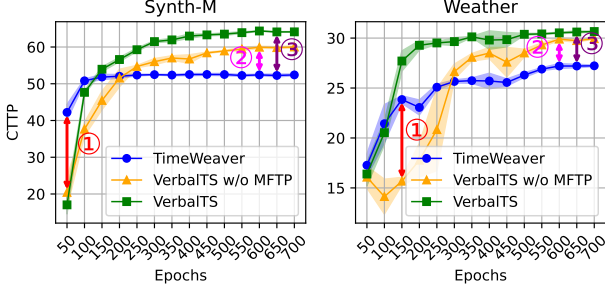 Synth-M
CTTP
60
50
40
30
20
①
②
③
TimeWeaver
VerbalTS w/o MFTP
VerbalTS
50 100 150 200 250 300 350 400 450 500 550 600 650 700
Epochs
Weather
30
25
20
15
①
②
③
TimeWeaver
VerbalTS w/o MFTP
VerbalTS
50 100 150 200 250 300 350 400 450 500 550 600 650 700
Epochs